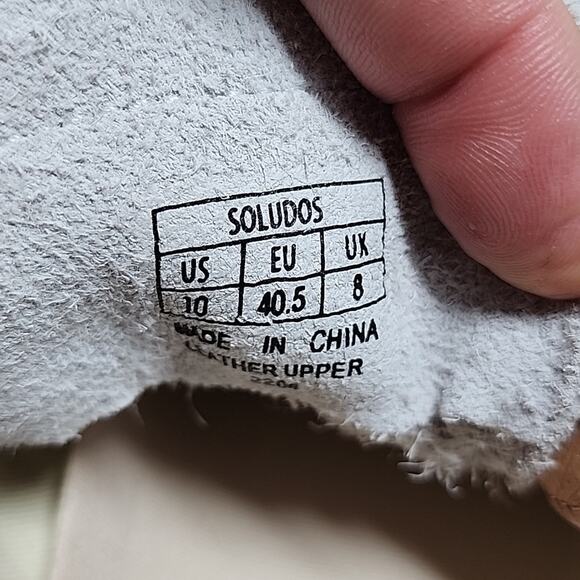 SOLUDOS
US EU UK
10 40.5 8
MADE IN CHINA
LEATHER UPPER